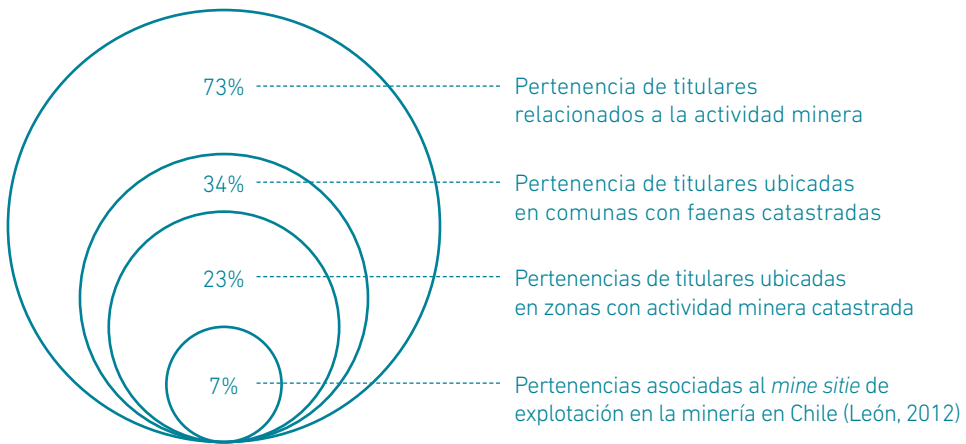 73%
Pertenencia de titulares
relacionados a la actividad minera
34%
Pertenencia de titulares ubicadas
en comunas con faenas catastradas
23%
Pertenencias de titulares ubicadas
en zonas con actividad minera catastrada
7%
Pertenencias asociadas al mine sitie de
explotación en la minería en Chile (León, 2012)